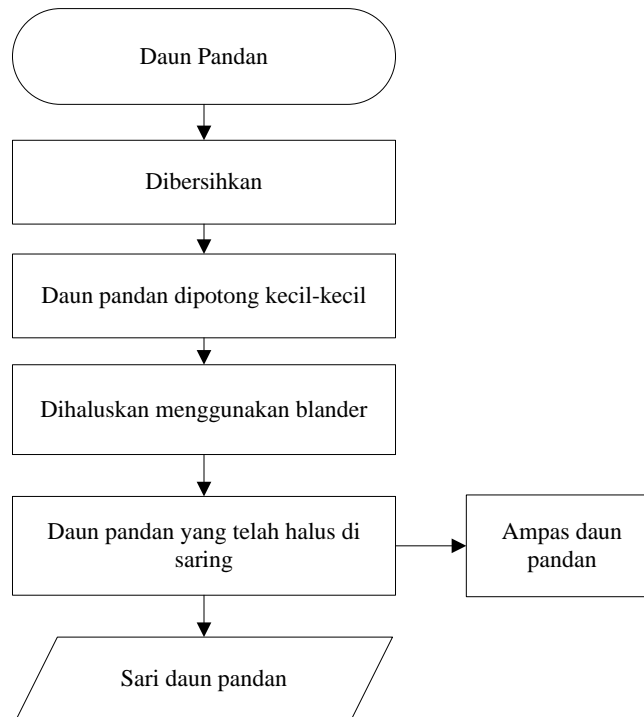 Daun Pandan
Dibersihkan
Daun pandan dipotong kecil-kecil
Dihaluskan menggunakan blander
Daun pandan yang telah halus di
saring
Ampas daun
pandan
Sari daun pandan